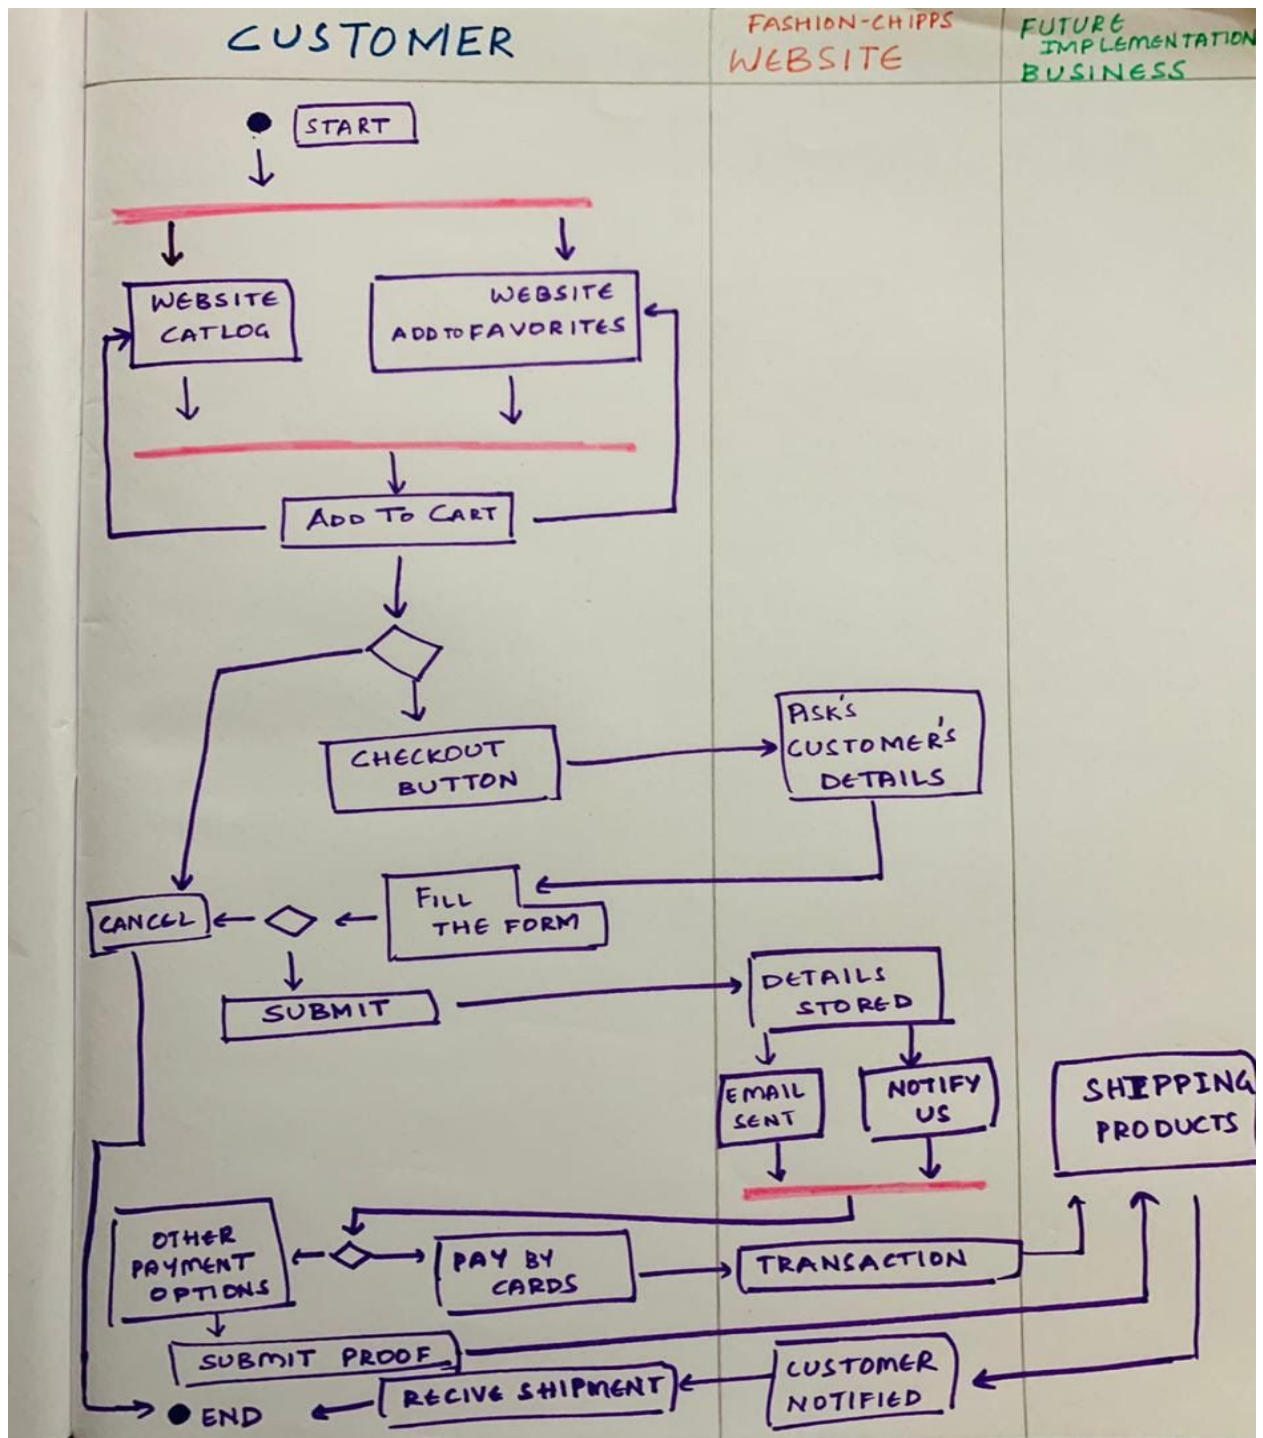 CUSTOMER
FASHION-CHIPPS
WEBSITE
FUTURE
IMPLEMENTATION
BUSINESS
START
WEBSITE
CATLOG
WEBSITE
ADD TO FAVORITES
ADD TO CART
CHECKOUT
BUTTON
ASK'S
CUSTOMER'S
DETAILS
FILL
THE FORM
CANCEL
SUBMIT
DETAILS
STORED
EMAIL
SENT
NOTIFY
US
SHIPPING
PRODUCTS
OTHER
PAYMENT
OPTIONS
PAY BY
CARDS
TRANSACTION
SUBMIT PROOF
CUSTOMER
NOTIFIED
RECIVE SHIPMENT
END